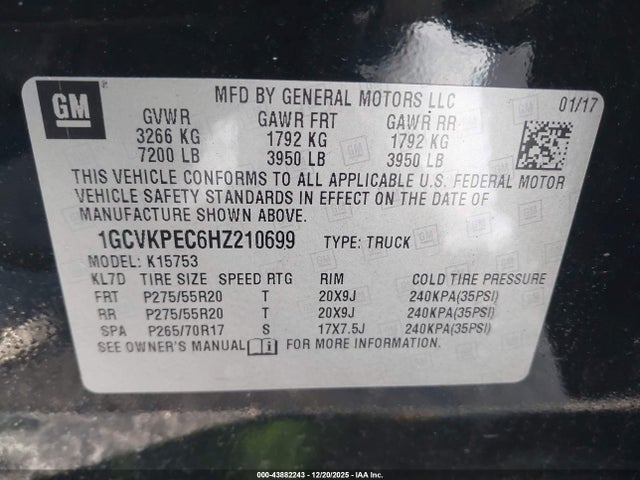 GM
MFD BY GENERAL MOTORS LLC 01/17
GVWR GAWR FRT GAWR RR
3266 KG 1792 KG 1792 KG
7200 LB 3950 LB 3950 LB
THIS VEHICLE CONFORMS TO ALL APPLICABLE U.S. FEDERAL MOTOR
VEHICLE SAFETY STANDARDS IN EFFECT ON THE DATE OF
MANUFACTURE SHOWN ABOVE.
1GCVKPEC6HZ210699 TYPE: TRUCK
MODEL: K15753
KL7D TIRE SIZE SPEED RTG RIM COLD TIRE PRESSURE
FRT P275/55R20 T 20X9J 240KPA(35PSI)
RR P275/55R20 T 20X9J 240KPA(35PSI)
SPA P265/70R17 S 17X7.5J 240KPA(35PSI)
SEE OWNER'S MANUAL i FOR MORE INFORMATION.
000-43882243 - 12/20/2025 - IAA Inc.